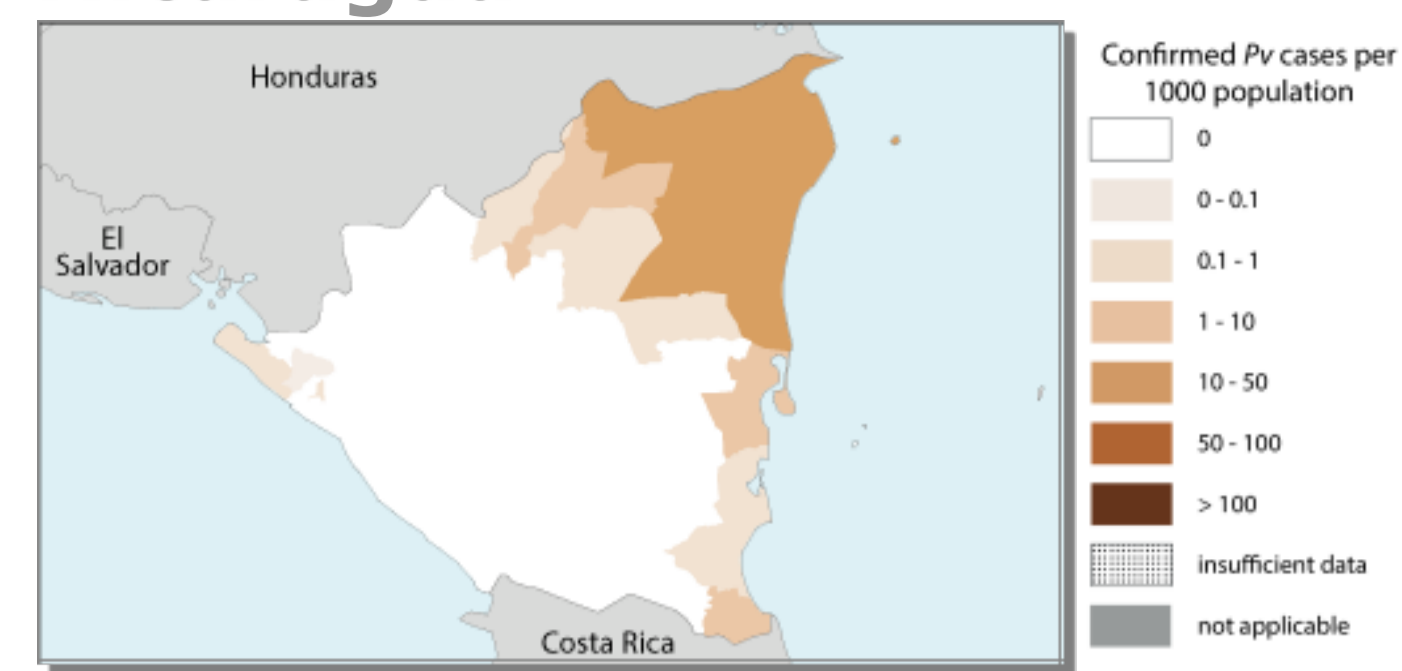 Honduras
El
Salvador
Costa Rica
Confirmed Pv cases per
1000 population
0
0 - 0.1
0.1 - 1
1 - 10
10 - 50
50 - 100
> 100
insufficient data
not applicable